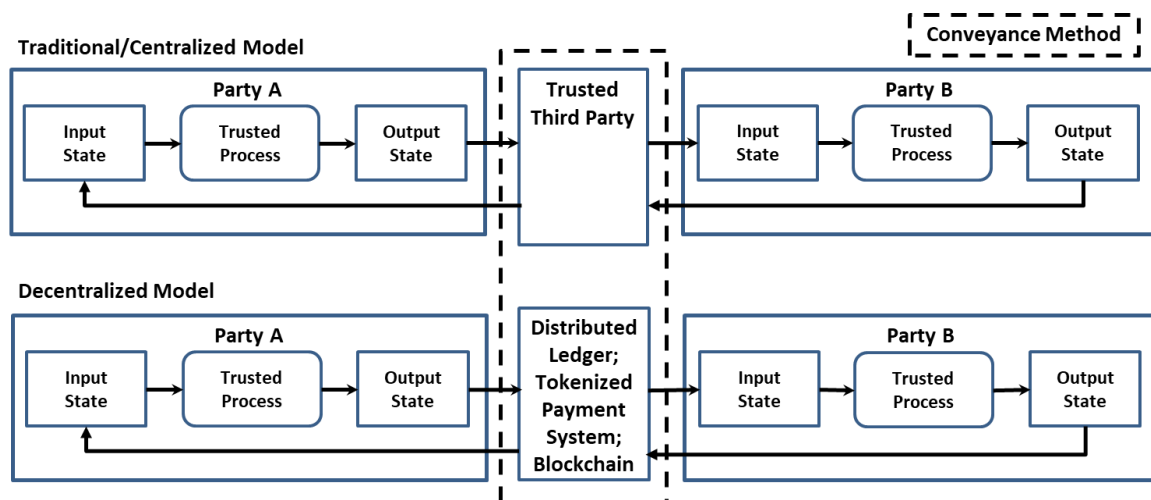 Traditional/Centralized Model
Conveyance Method
Party A
Input
State
Trusted
Process
Output
State
Trusted
Third Party
Party B
Input
State
Trusted
Process
Output
State
Decentralized Model
Party A
Input
State
Trusted
Process
Output
State
Distributed
Ledger;
Tokenized
Payment
System;
Blockchain
Party B
Input
State
Trusted
Process
Output
State